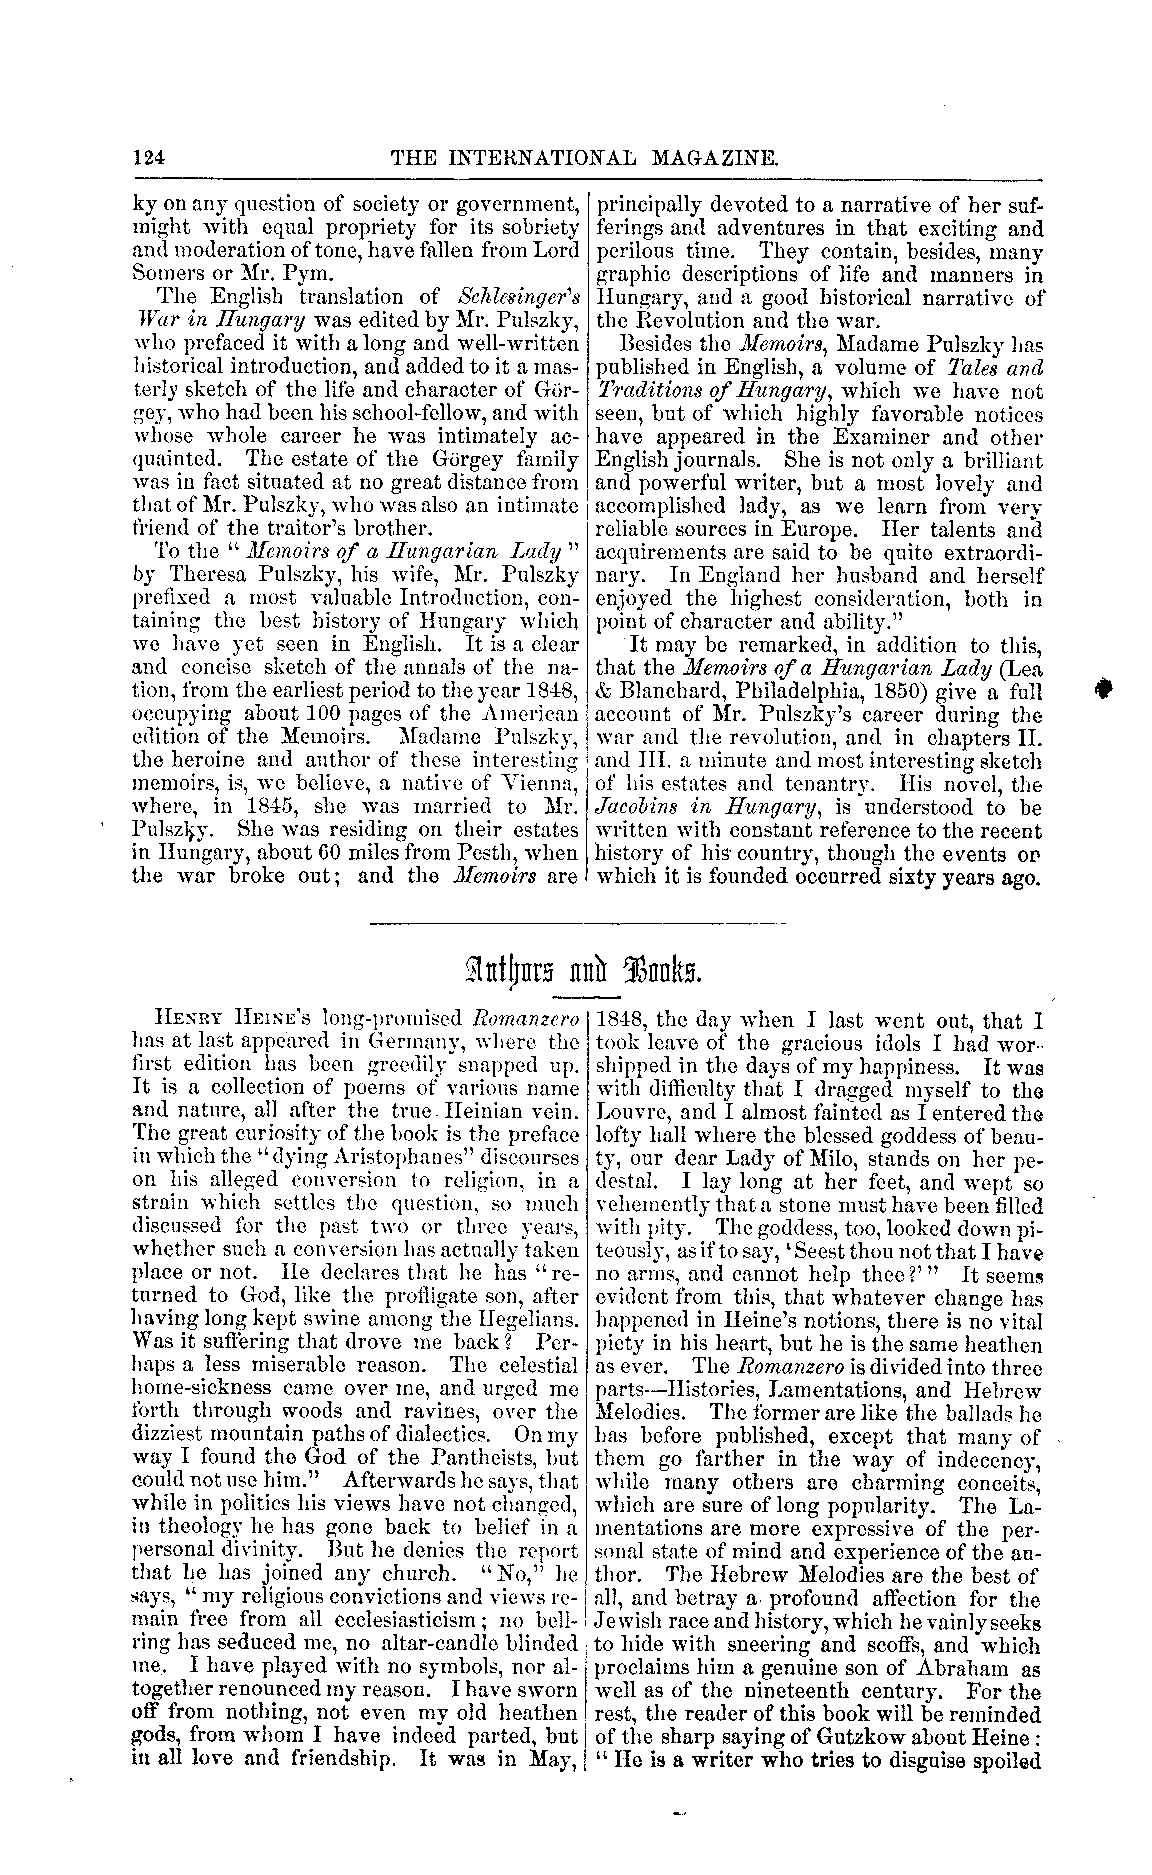 124 THE INTERNATIONAL MAGAZINE.
ky on any question of society or government,
might with equal propriety for its sobriety
and moderation of tone, have fallen from Lord
Somers or Mr. Pym.
The English translation of Schlesinger's
War in Hungary was edited by Mr. Pulszky,
who prefaced it with a long and well-written
historical introduction, and added to it a mas-
terly sketch of the life and character of Gör-
gey, who had been his school-fellow, and with
whose whole career he was intimately ac-
quainted. The estate of the Görgey family
was in fact situated at no great distance from
that of Mr. Pulszky, who was also an intimate
friend of the traitor's brother.
To the " Memoirs of a Hungarian Lady "
by Theresa Pulszky, his wife, Mr. Pulszky
prefixed a most valuable Introduction, con-
taining the best history of Hungary which
we have yet seen in English. It is a clear
and concise sketch of the annals of the na-
tion, from the earliest period to the year 1848,
occupying about 100 pages of the American
edition of the Memoirs. Madame Pulszky,
the heroine and author of these interesting
memoirs, is, we believe, a native of Vienna,
where, in 1845, she was married to Mr.
Pulszky. She was residing on their estates
in Hungary, about 60 miles from Pesth, when
the war broke out; and the Memoirs are
principally devoted to a narrative of her suf-
ferings and adventures in that exciting and
perilous time. They contain, besides, many
graphic descriptions of life and manners in
Hungary, and a good historical narrative of
the Revolution and the war.
Besides the Memoirs, Madame Pulszky has
published in English, a volume of Tales and
Traditions of Hungary, which we have not
seen, but of which highly favorable notices
have appeared in the Examiner and other
English journals. She is not only a brilliant
and powerful writer, but a most lovely and
accomplished lady, as we learn from very
reliable sources in Europe. Her talents and
acquirements are said to be quite extraordi-
nary. In England her husband and herself
enjoyed the highest consideration, both in
point of character and ability."
It may be remarked, in addition to this,
that the Memoirs of a Hungarian Lady (Lea
& Blanchard, Philadelphia, 1850) give a full
account of Mr. Pulszky's career during the
war and the revolution, and in chapters II.
and III. a minute and most interesting sketch
of his estates and tenantry. His novel, the
Jacobins in Hungary, is understood to be
written with constant reference to the recent
history of his country, though the events or
which it is founded occurred sixty years ago.
Authors and Books.
HENRY HEINE's long-promised Romanzero
has at last appeared in Germany, where the
first edition has been greedily snapped up.
It is a collection of poems of various name
and nature, all after the true Heinian vein.
The great curiosity of the book is the preface
in which the "dying Aristophanes" discourses
on his alleged conversion to religion, in a
strain which settles the question, so much
discussed for the past two or three years,
whether such a conversion has actually taken
place or not. He declares that he has "re-
turned to God, like the profligate son, after
having long kept swine among the Hegelians.
Was it suffering that drove me back? Per-
haps a less miserable reason. The celestial
home-sickness came over me, and urged me
forth through woods and ravines, over the
dizziest mountain paths of dialectics. On my
way I found the God of the Pantheists, but
could not use him." Afterwards he says, that
while in politics his views have not changed,
in theology he has gone back to belief in a
personal divinity. But he denies the report
that he has joined any church. "No," he
says, " my religious convictions and views re-
main free from all ecclesiasticism; no bell-
ring has seduced me, no altar-candle blinded
me. I have played with no symbols, nor al-
together renounced my reason. I have sworn
off from nothing, not even my old heathen
gods, from whom I have indeed parted, but
in all love and friendship. It was in May,
1848, the day when I last went out, that I
took leave of the gracious idols I had wor-
shipped in the days of my happiness. It was
with difficulty that I dragged myself to the
Louvre, and I almost fainted as I entered the
lofty hall where the blessed goddess of beau-
ty, our dear Lady of Milo, stands on her pe-
destal. I lay long at her feet, and wept so
vehemently that a stone must have been filled
with pity. The goddess, too, looked down pi-
teously, as if to say, 'Seest thou not that I have
no arms, and cannot help thee?' " It seems
evident from this, that whatever change has
happened in Heine's notions, there is no vital
piety in his heart, but he is the same heathen
as ever. The Romanzero is divided into three
parts—Histories, Lamentations, and Hebrew
Melodies. The former are like the ballads he
has before published, except that many of
them go farther in the way of indecency,
while many others are charming conceits,
which are sure of long popularity. The La-
mentations are more expressive of the per-
sonal state of mind and experience of the au-
thor. The Hebrew Melodies are the best of
all, and betray a profound affection for the
Jewish race and history, which he vainly seeks
to hide with sneering and scoffs, and which
proclaims him a genuine son of Abraham as
well as of the nineteenth century. For the
rest, the reader of this book will be reminded
of the sharp saying of Gutzkow about Heine:
" He is a writer who tries to disguise spoiled